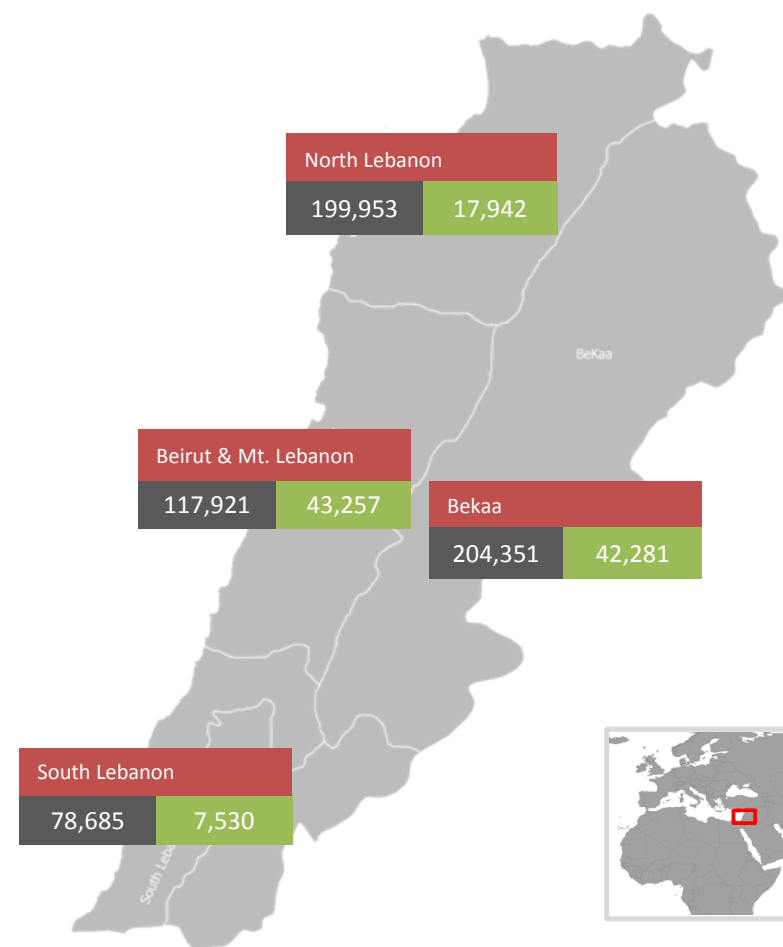 North Lebanon
199,953 17,942
BeKaa
Beirut & Mt. Lebanon
117,921 43,257
Bekaa
204,351 42,281
South Lebanon
78,685 7,530
South Leba